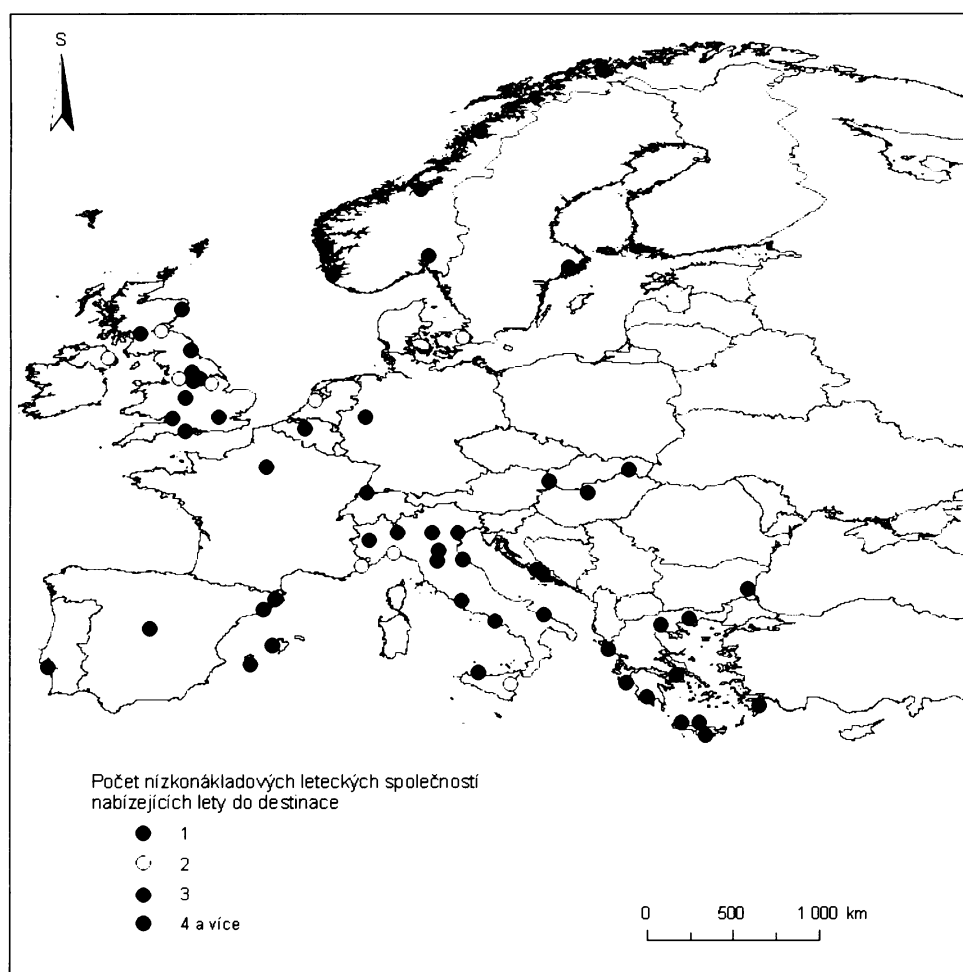 S
Počet nízkonákladových leteckých společností
nabízejících lety do destinace
1
2
3
4 a více
0 500 1 000 km